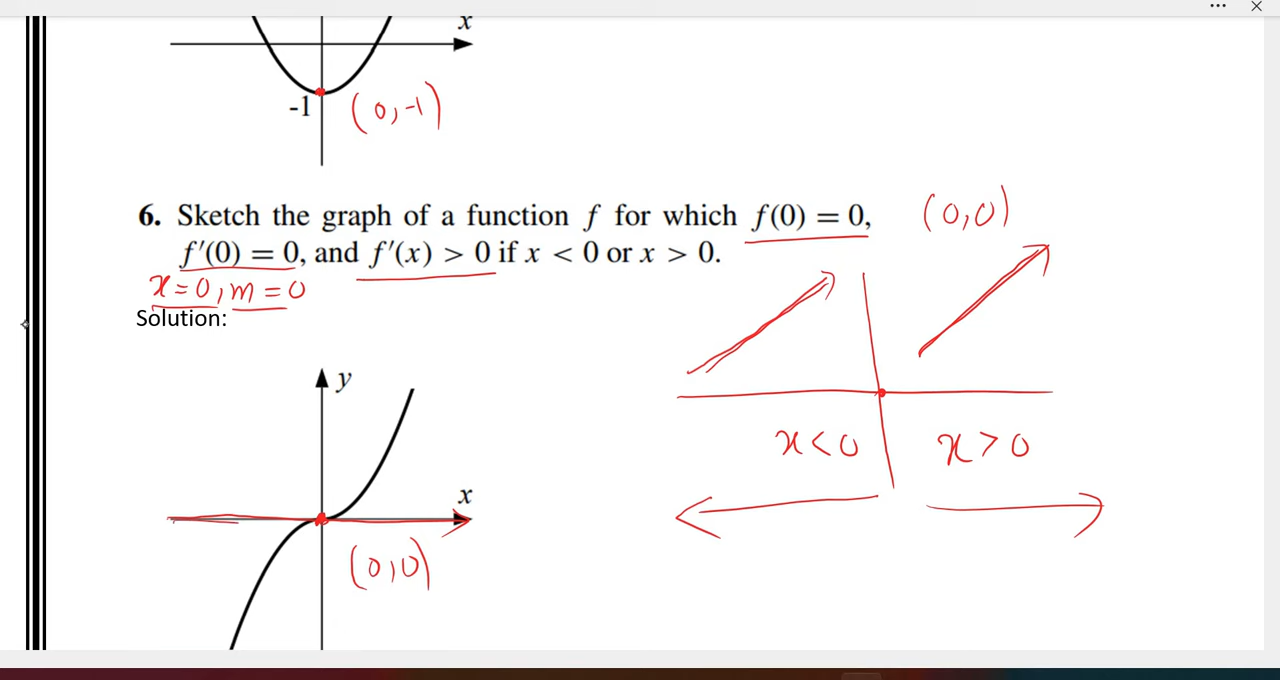 x
-1 (0,-1)
6. Sketch the graph of a function f for which f(0) = 0, (0,0)
f′(0) = 0, and f′(x) > 0 if x < 0 or x > 0.
x=0, m=0
Solution:
y
x<0 x>0
x
(0,0)